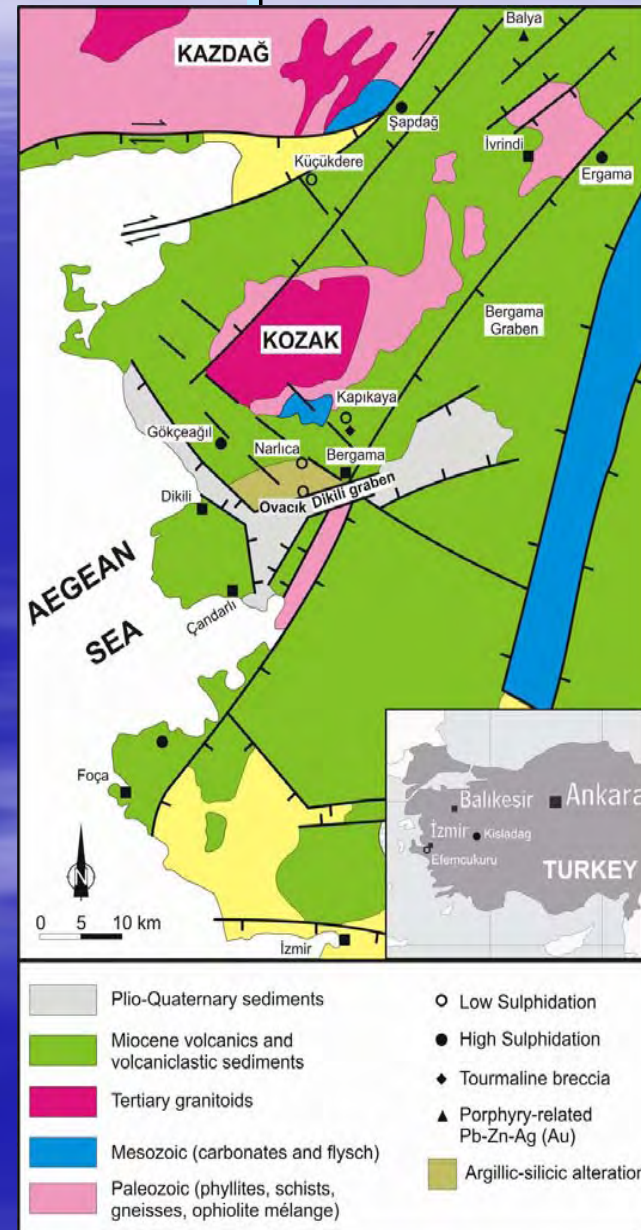 Balya
KAZDAĞ
Şapdağ
İvrindi
Küçükdere
Ergama
KOZAK
Bergama
Graben
Kapıkaya
Gökçeağıl
Narlıca
Bergama
Dikili
Ovacık
Dikili graben
AEGEAN
SEA
Çandarlı
Foça
N
0 5 10 km
İzmir
Balıkesir
Ankara
İzmir
Kisladag
Efemcukuru
TURKEY
Plio-Quaternary sediments
Miocene volcanics and
volcaniclastic sediments
Tertiary granitoids
Mesozoic (carbonates and flysch)
Paleozoic (phyllites, schists,
gneisses, ophiolite mélange)
Low Sulphidation
High Sulphidation
Tourmaline breccia
Porphyry-related
Pb-Zn-Ag (Au)
Argillic-silicic alteration